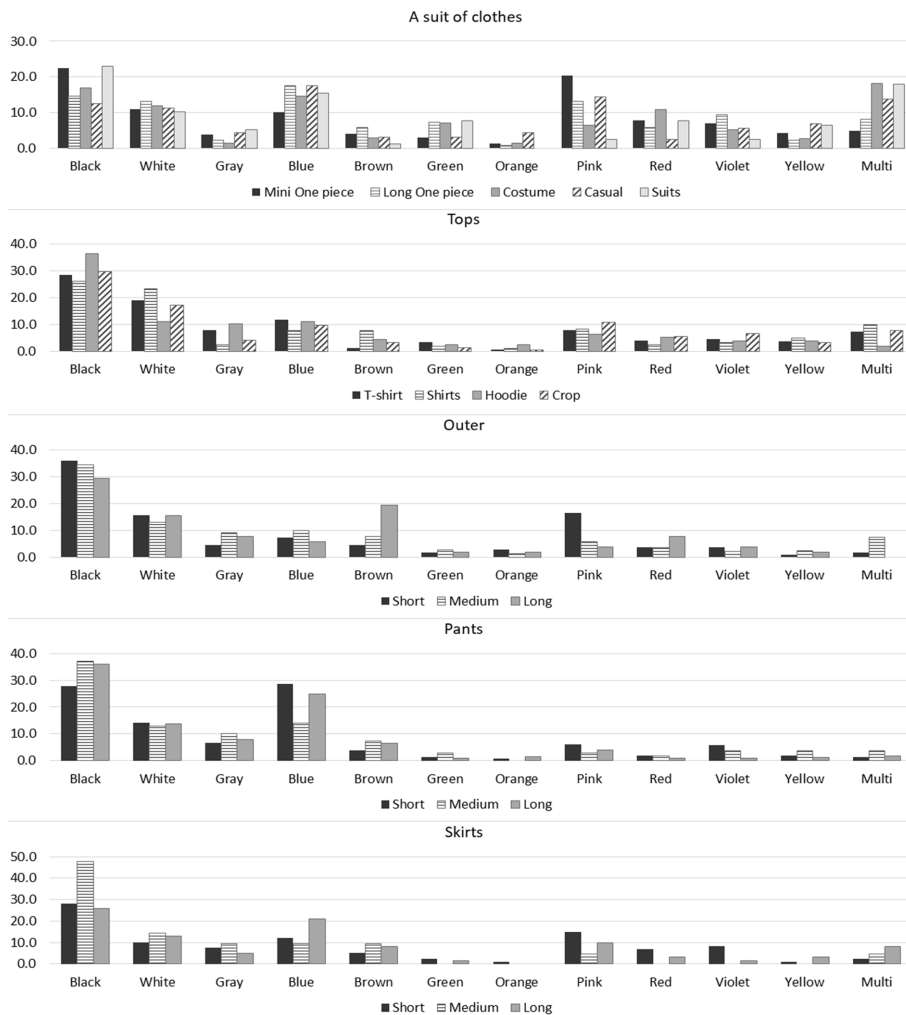 A suit of clothes
30.0
20.0
10.0
0.0
Black White Gray Blue Brown Green Orange Pink Red Violet Yellow Multi
Mini One piece Long One piece Costume Casual Suits
Tops
40.0
30.0
20.0
10.0
0.0
Black White Gray Blue Brown Green Orange Pink Red Violet Yellow Multi
T-shirt Shirts Hoodie Crop
Outer
40.0
30.0
20.0
10.0
0.0
Black White Gray Blue Brown Green Orange Pink Red Violet Yellow Multi
Short Medium Long
Pants
40.0
30.0
20.0
10.0
0.0
Black White Gray Blue Brown Green Orange Pink Red Violet Yellow Multi
Short Medium Long
Skirts
50.0
40.0
30.0
20.0
10.0
0.0
Black White Gray Blue Brown Green Orange Pink Red Violet Yellow Multi
Short Medium Long